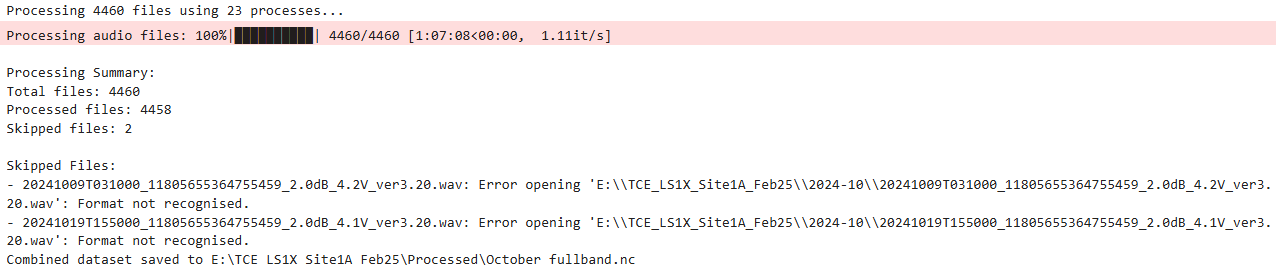 Processing 4460 files using 23 processes...
Processing audio files: 100%|██████████| 4460/4460 [1:07:08<00:00,  1.11it/s]
Processing Summary:
Total files: 4460
Processed files: 4458
Skipped files: 2
Skipped Files:
- 20241009T031000_11805655364755459_2.0dB_4.2V_ver3.20.wav: Error opening 'E:\\TCE_LS1X_Site1A_Feb25\\2024-10\\20241009T031000_11805655364755459_2.0dB_4.2V_ver3.
20.wav': Format not recognised.
- 20241019T155000_11805655364755459_2.0dB_4.1V_ver3.20.wav: Error opening 'E:\\TCE_LS1X_Site1A_Feb25\\2024-10\\20241019T155000_11805655364755459_2.0dB_4.1V_ver3.
20.wav': Format not recognised.
Combined dataset saved to E:\TCE_LS1X_Site1A_Feb25\Processed\October_fullband.nc